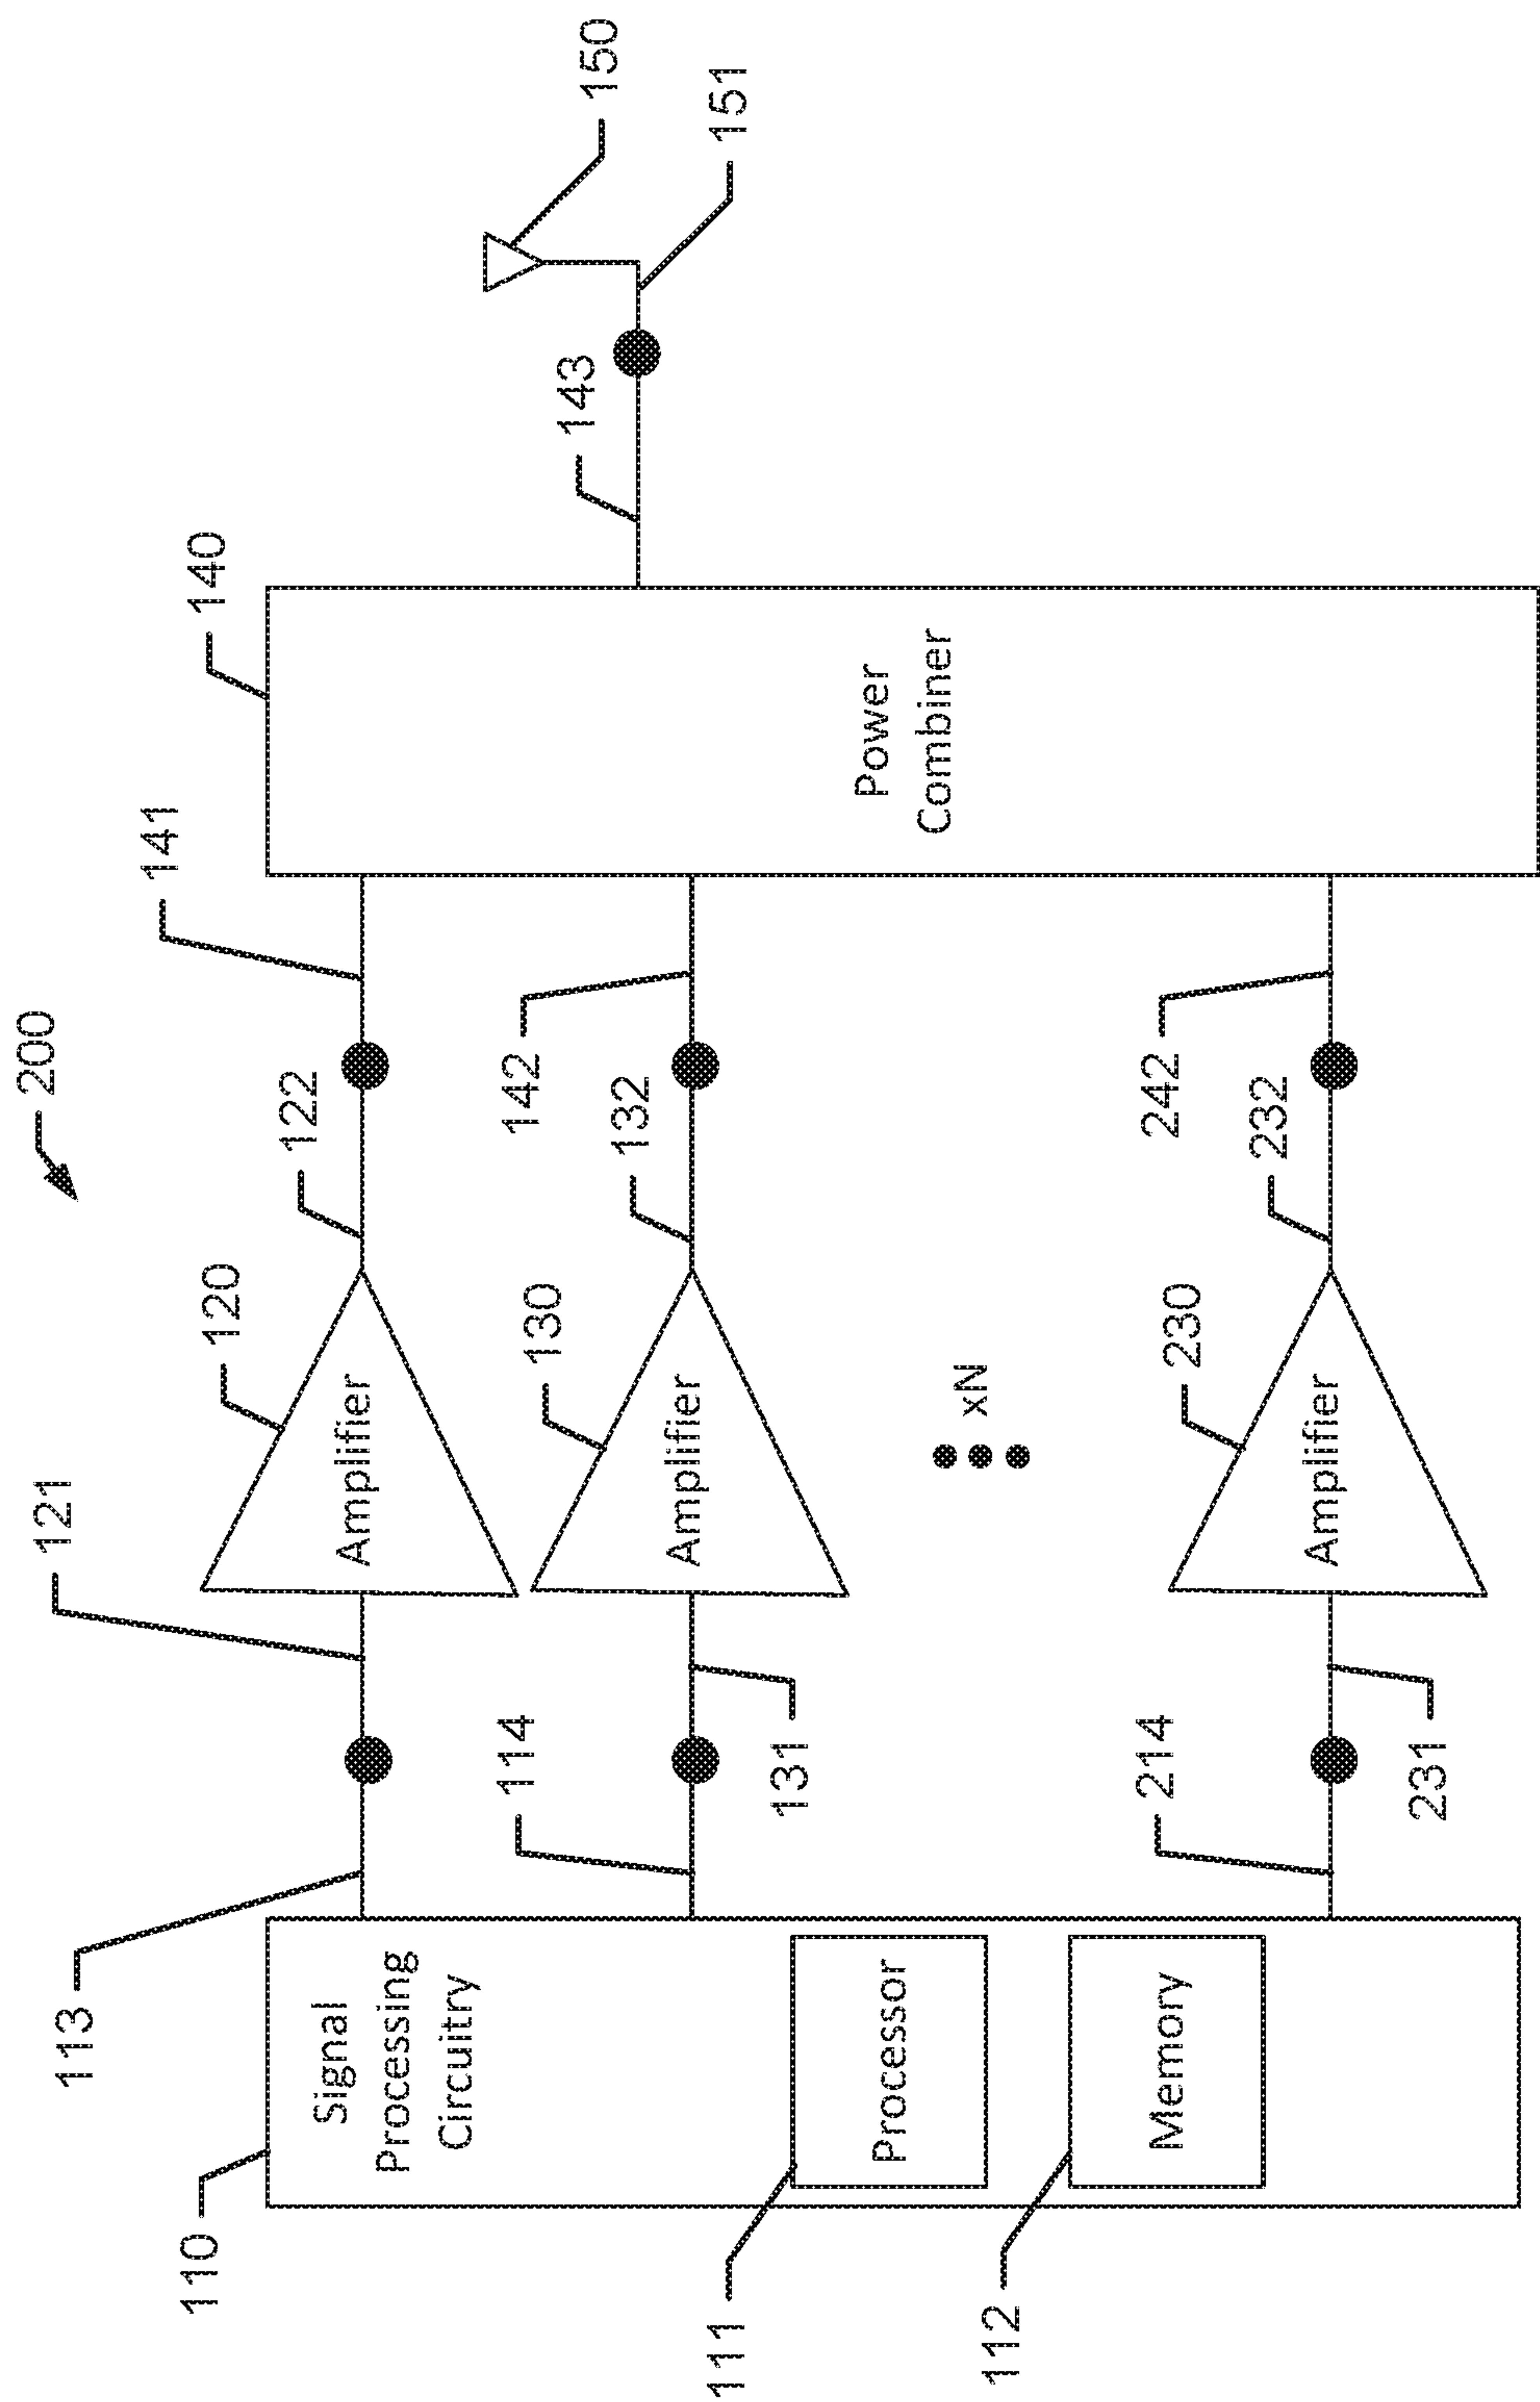 200
110
Signal
Processing
Circuitry
111
Processor
112
Memory
113
121
120
Amplifier
122
141
140
Power
Combiner
114
131
130
Amplifier
132
142
143
150
151
xN
214
231
230
Amplifier
232
242